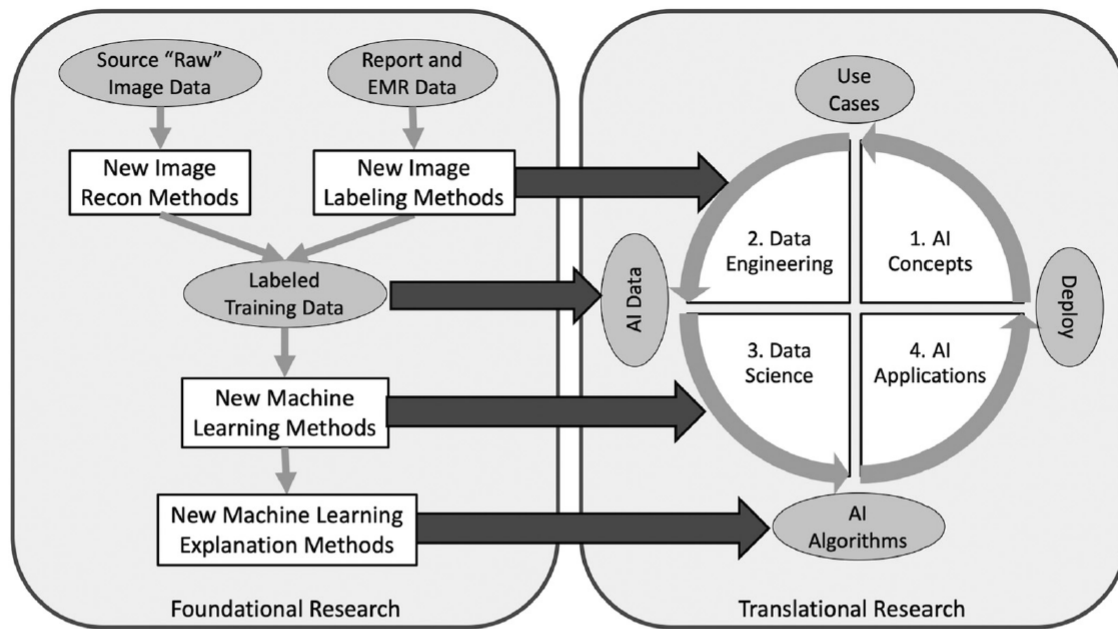 Source “Raw”
Image Data
Report and
EMR Data
New Image
Recon Methods
New Image
Labeling Methods
Labeled
Training Data
New Machine
Learning Methods
New Machine Learning
Explanation Methods
Foundational Research
Use
Cases
2. Data
Engineering
1. AI
Concepts
AI Data
Deploy
3. Data
Science
4. AI
Applications
AI
Algorithms
Translational Research